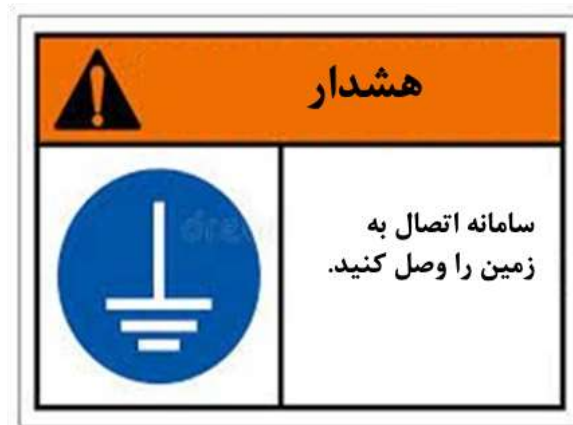 هشدار
سامانه اتصال به
زمین را وصل کنید.